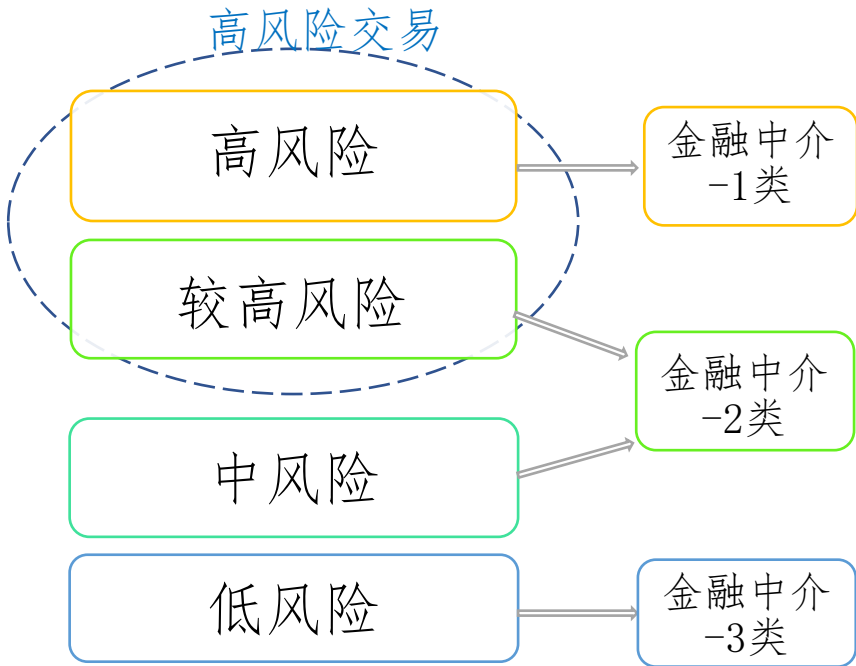 高风险交易
高风险
金融中介
-1类
较高风险
金融中介
-2类
中风险
低风险
金融中介
-3类